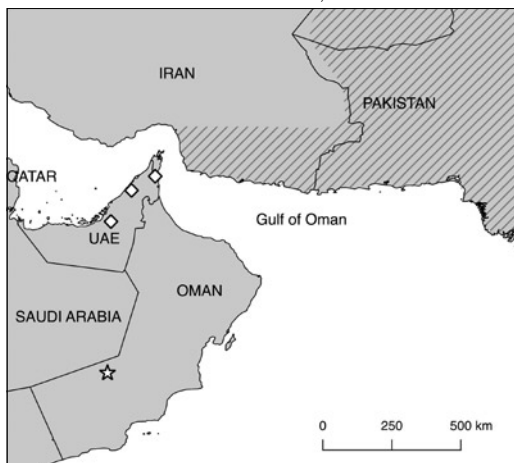 IRAN
PAKISTAN
QATAR
Gulf of Oman
UAE
OMAN
SAUDI ARABIA
0 250 500 km